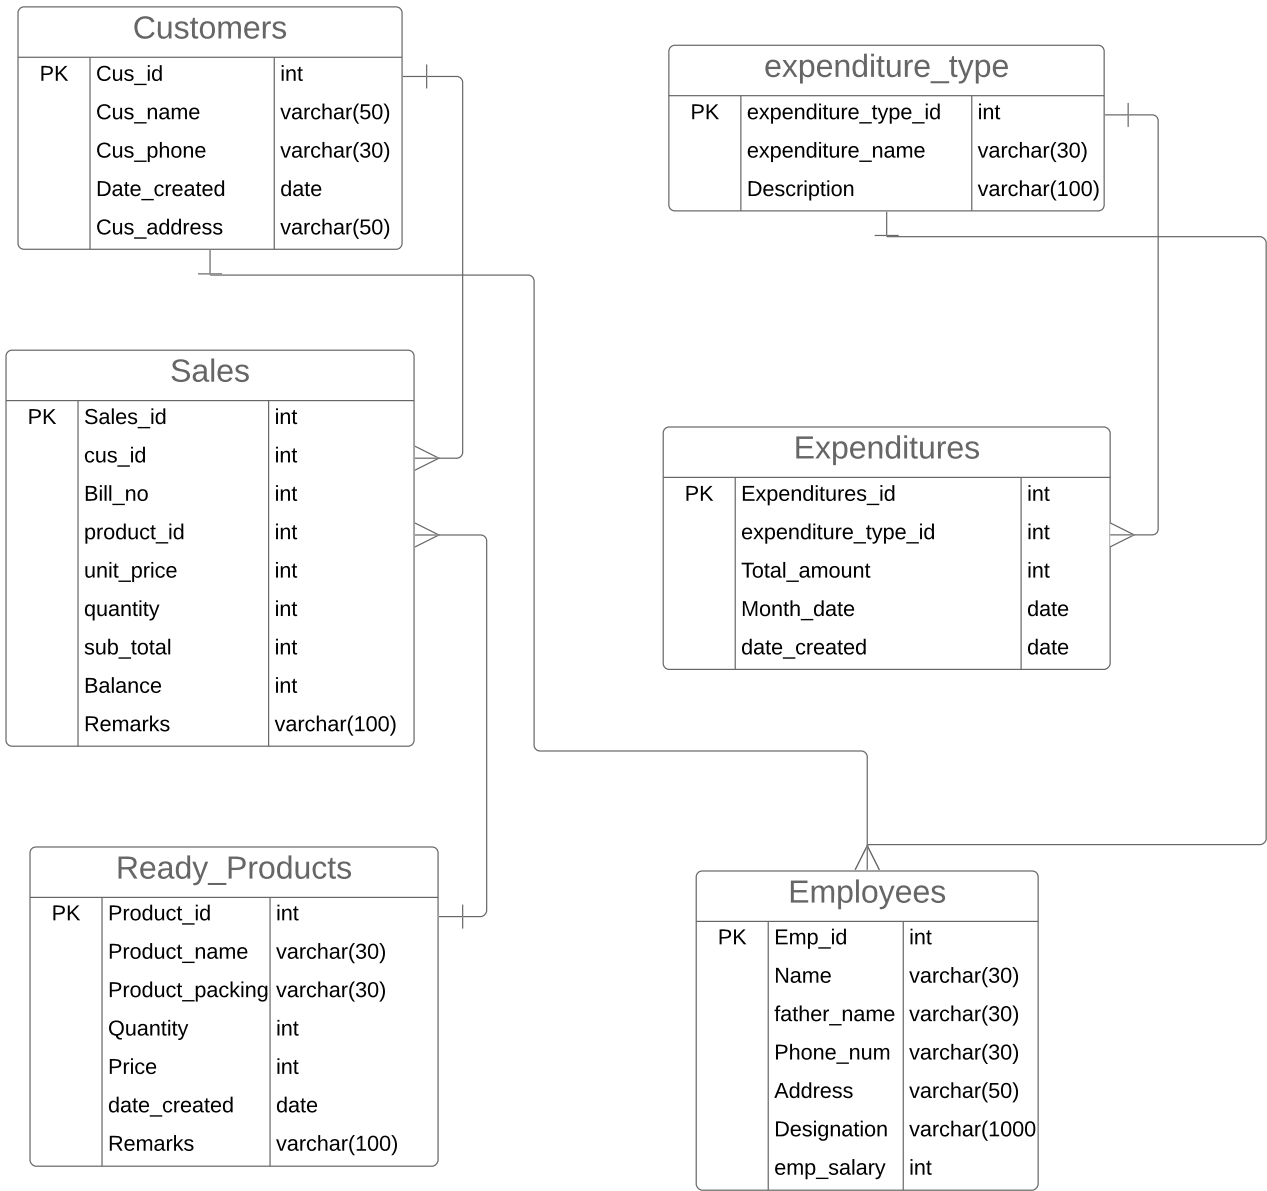 Customers
PK Cus_id int
Cus_name varchar(50)
Cus_phone varchar(30)
Date_created date
Cus_address varchar(50)
expenditure_type
PK expenditure_type_id int
expenditure_name varchar(30)
Description varchar(100)
Sales
PK Sales_id int
cus_id int
Bill_no int
product_id int
unit_price int
quantity int
sub_total int
Balance int
Remarks varchar(100)
Expenditures
PK Expenditures_id int
expenditure_type_id int
Total_amount int
Month_date date
date_created date
Ready_Products
PK Product_id int
Product_name varchar(30)
Product_packing varchar(30)
Quantity int
Price int
date_created date
Remarks varchar(100)
Employees
PK Emp_id int
Name varchar(30)
father_name varchar(30)
Phone_num varchar(30)
Address varchar(50)
Designation varchar(1000
emp_salary int